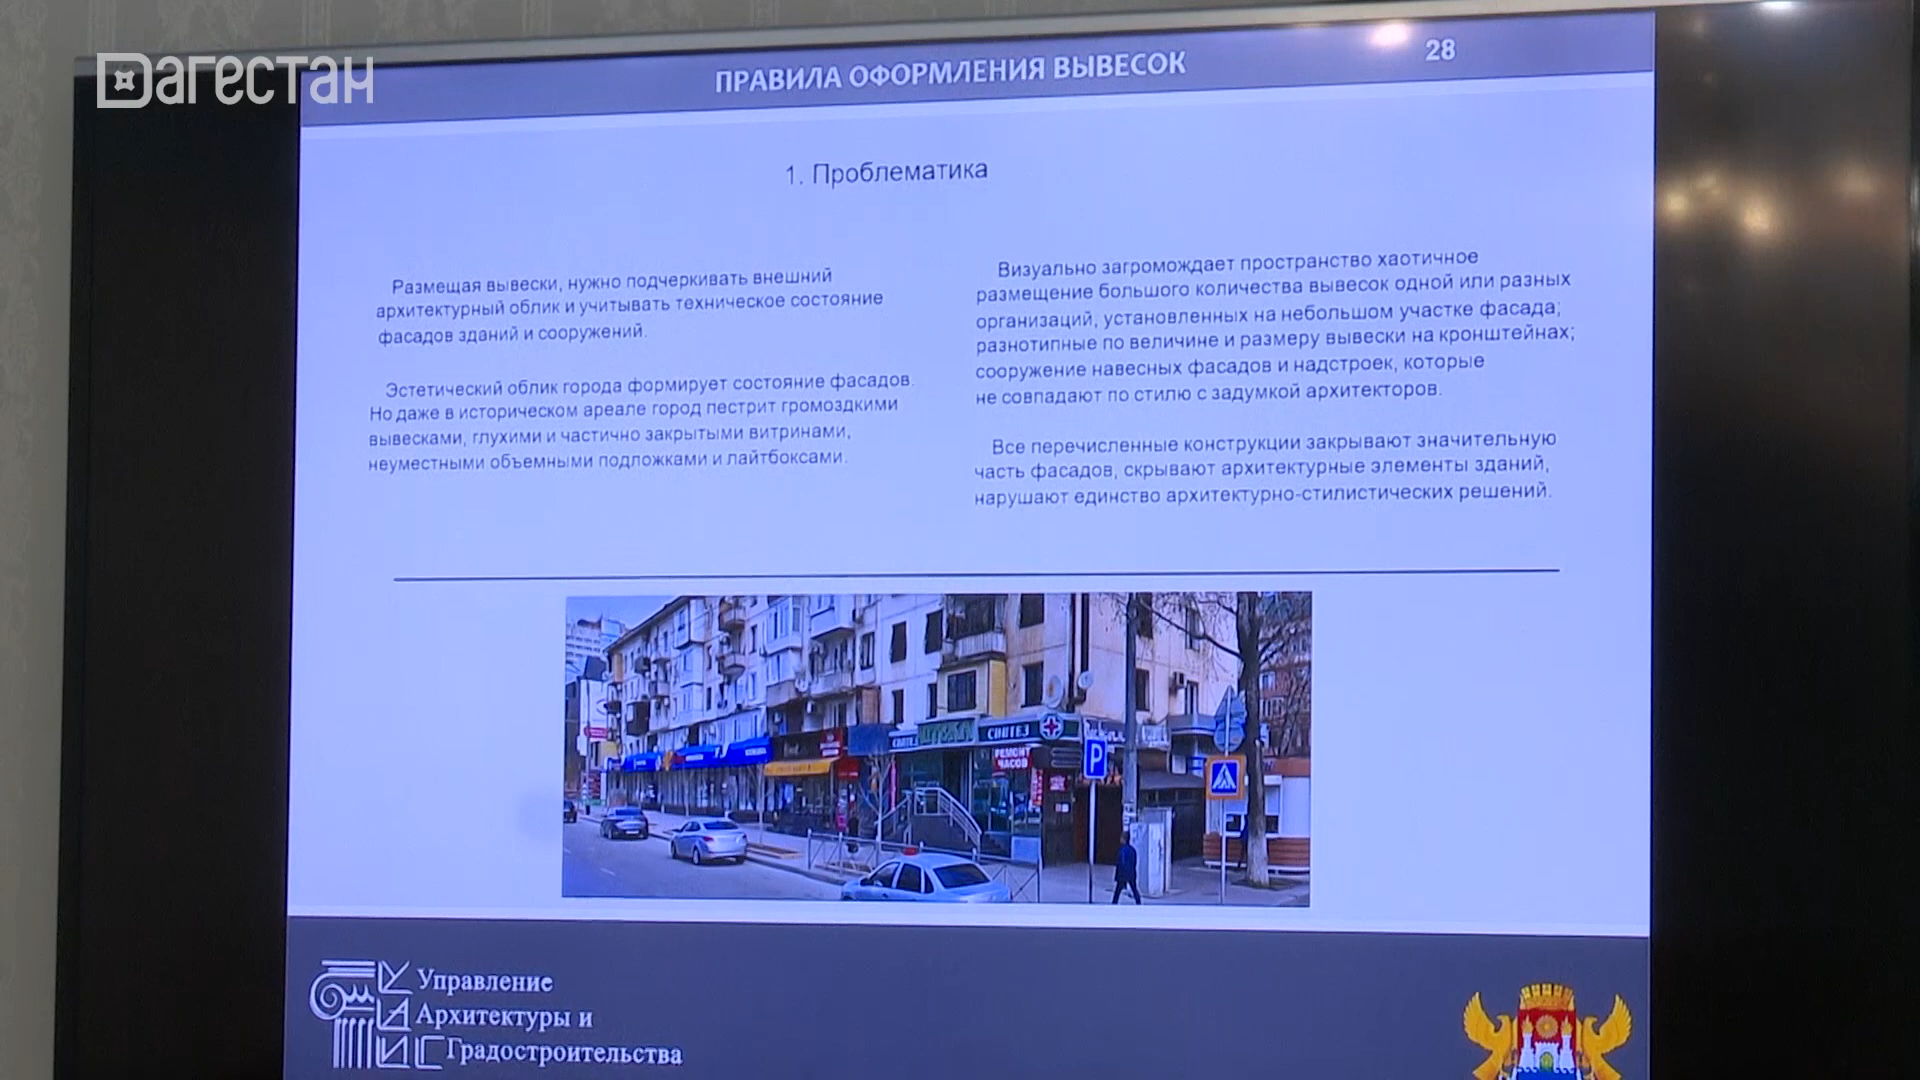 Дагестан
ПРАВИЛА ОФОРМЛЕНИЯ ВЫВЕСОК
28
1. Проблематика
Размещая вывески, нужно подчеркивать внешний
архитектурный облик и учитывать техническое состояние
фасадов зданий и сооружений.
Эстетический облик города формирует состояние фасадов.
Но даже в историческом ареале город пестрит громоздкими
вывесками, глухими и частично закрытыми витринами,
неуместными объемными подложками и лайтбоксами.
Визуально загромождает пространство хаотичное
размещение большого количества вывесок одной или разных
организаций, установленных на небольшом участке фасада;
разнотипные по величине и размеру вывески на кронштейнах;
сооружение навесных фасадов и надстроек, которые
не совпадают по стилю с задумкой архитекторов.
Все перечисленные конструкции закрывают значительную
часть фасадов, скрывают архитектурные элементы зданий,
нарушают единство архитектурно-стилистических решений.
СИНТЕЗ
РЕМОНТ
ЧАСОВ
P
Управление
Архитектуры и
Градостроительства